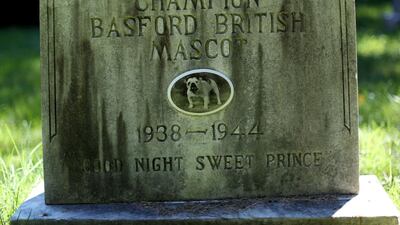 CHAMPION
BASFORD BRITISH
MASCOT
1938—1944
"GOOD NIGHT SWEET PRINCE"